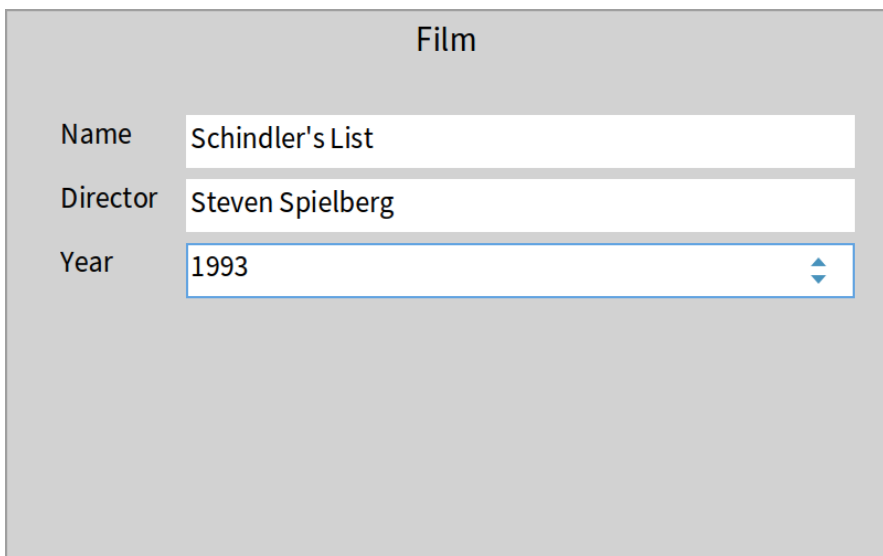 Film
Name
Schindler's List
Director
Steven Spielberg
Year
1993